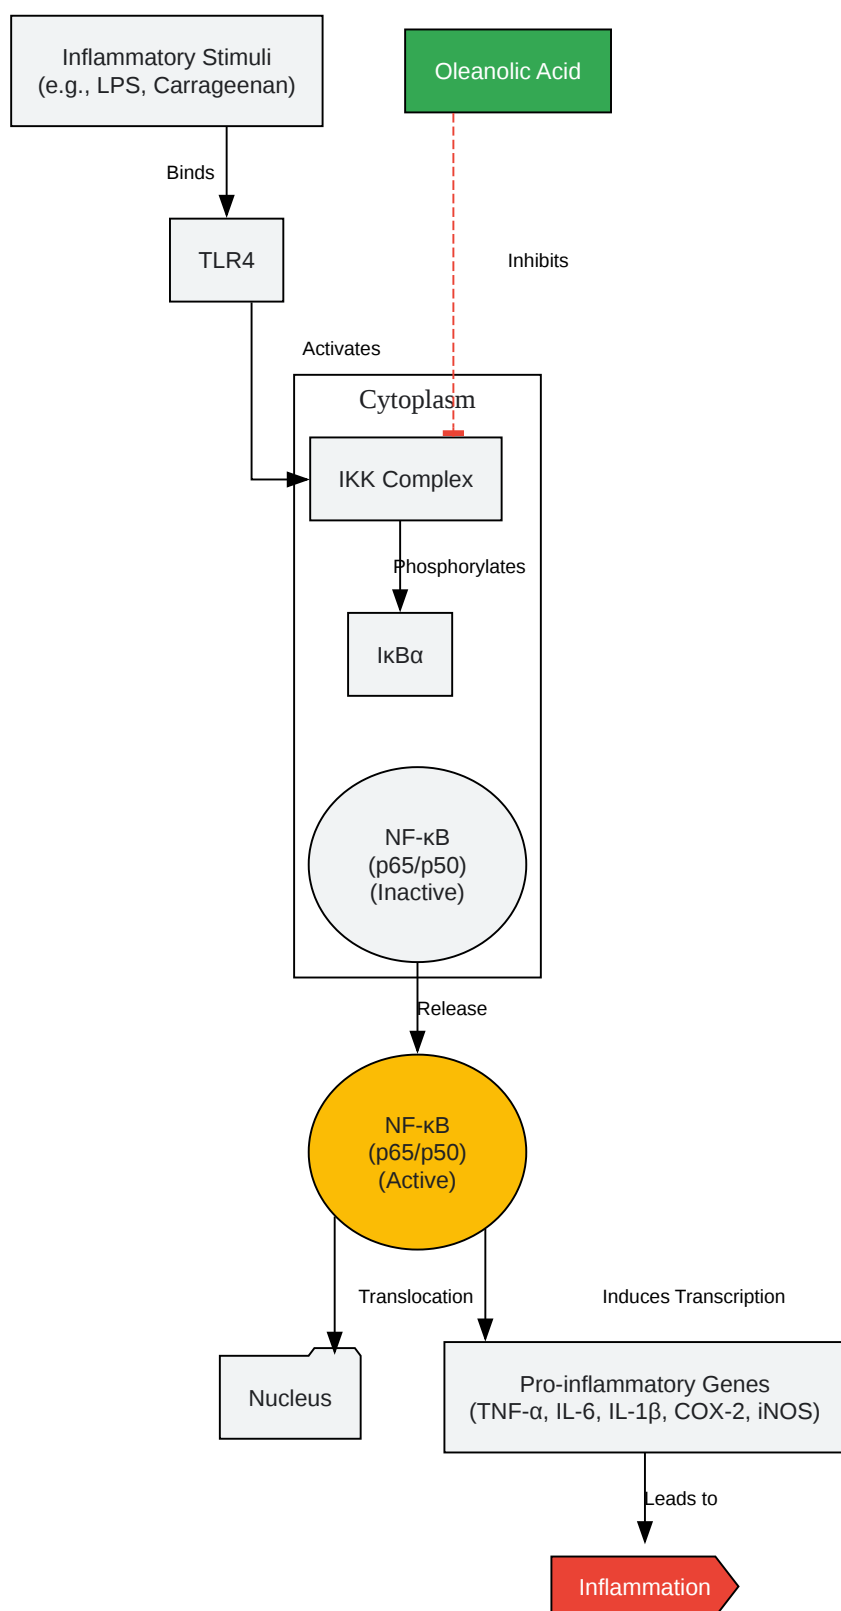 Inflammatory Stimuli
(e.g., LPS, Carrageenan)
Oleanolic Acid
Binds
TLR4
Inhibits
Activates
Cytoplasm
IKK Complex
Phosphorylates
IκBα
NF-κB
(p65/p50)
(Inactive)
Release
NF-κB
(p65/p50)
(Active)
Translocation
Induces Transcription
Nucleus
Pro-inflammatory Genes
(TNF-α, IL-6, IL-1β, COX-2, iNOS)
Leads to
Inflammation